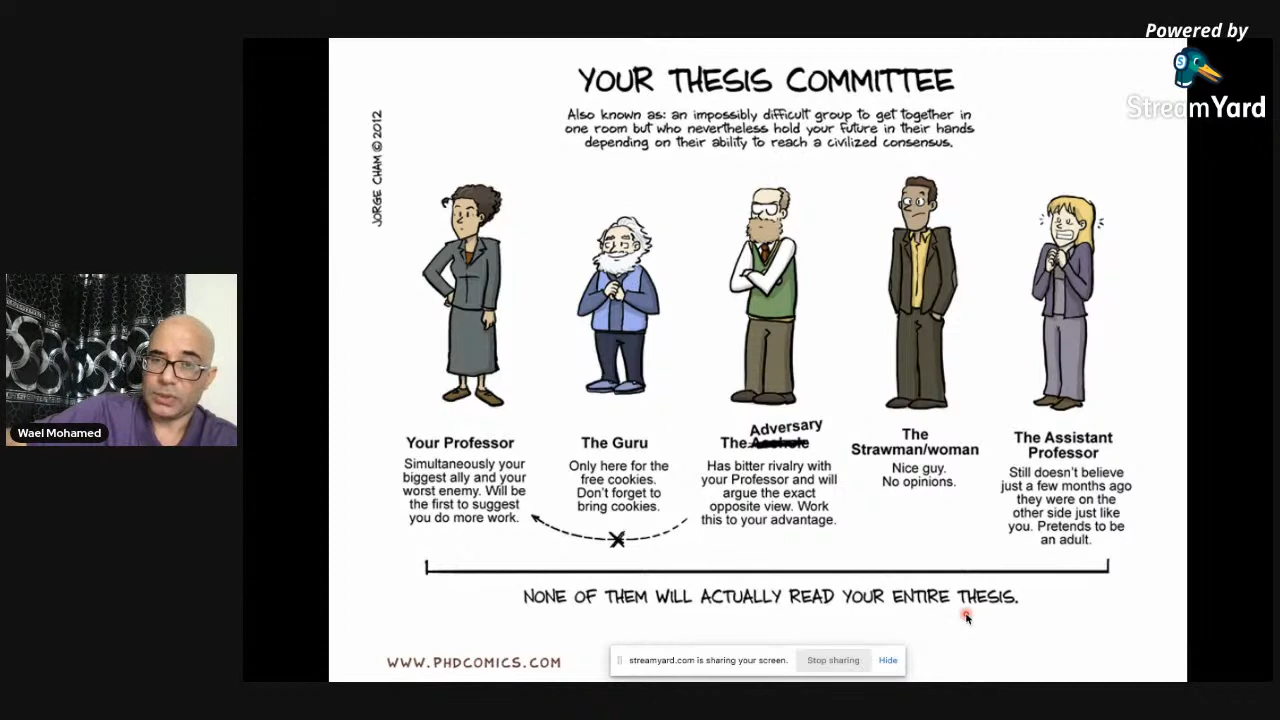 Powered by
StreamYard
YOUR THESIS COMMITTEE
Also known as: an impossibly difficult group to get together in
one room but who nevertheless hold your future in their hands
depending on their ability to reach a civilized consensus.
JORGE CHAM © 2012
Your Professor
Simultaneously your
biggest ally and your
worst enemy. Will be
the first to suggest
you do more work.
The Guru
Only here for the
free cookies.
Don't forget to
bring cookies.
Adversary
The Asshole
Has bitter rivalry with
your Professor and will
argue the exact
opposite view. Work
this to your advantage.
The
Strawman/woman
Nice guy.
No opinions.
The Assistant
Professor
Still doesn't believe
just a few months ago
they were on the
other side just like
you. Pretends to be
an adult.
NONE OF THEM WILL ACTUALLY READ YOUR ENTIRE THESIS.
WWW.PHDCOMICS.COM
streamyard.com is sharing your screen.
Stop sharing
Hide
Wael Mohamed